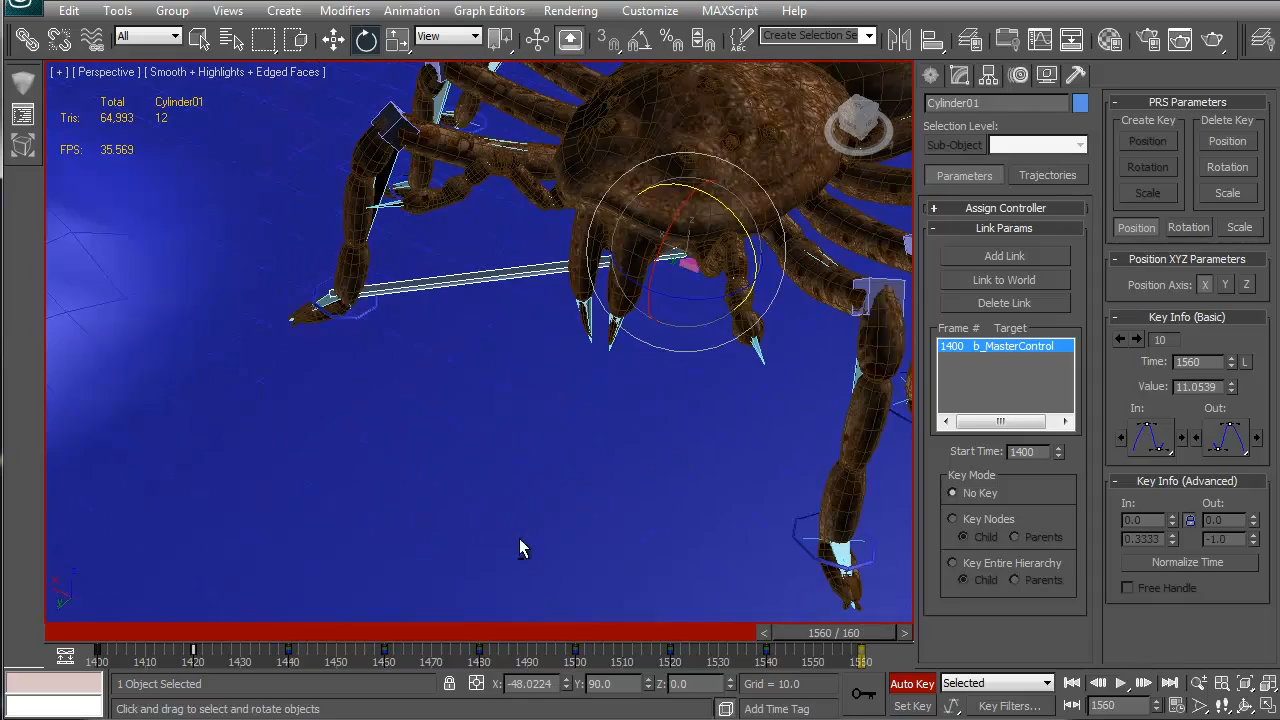 Edit Tools Group Views Create Modifiers Animation Graph Editors Rendering Customize MAXScript Help
All View Create Selection Se
[ + ] [ Perspective ] [ Smooth + Highlights + Edged Faces ]
Total Cylinder01
Tris: 64,993 12
FPS: 35.569
Cylinder01
Selection Level:
Sub-Object
Parameters Trajectories
+ Assign Controller
- Link Params
Add Link
Link to World
Delete Link
Frame # Target
1400 b_MasterControl
Start Time: 1400
Key Mode
No Key
Key Nodes
Child Parents
Key Entire Hierarchy
Child Parents
- PRS Parameters
Create Key Delete Key
Position Position
Rotation Rotation
Scale Scale
Position Rotation Scale
- Position XYZ Parameters
Position Axis: X Y Z
- Key Info (Basic)
10
Time: 1560 L
Value: 11.0539
In: Out:
- Key Info (Advanced)
In: Out:
0.0 0.0
0.3333 -1.0
Normalize Time
Free Handle
< 1560 / 160 >
1400 1410 1420 1430 1440 1450 1460 1470 1480 1490 1500 1510 1520 1530 1540 1550 1560
1 Object Selected X: -48.0224 Y: 90.0 Z: 0.0 Grid = 10.0 Auto Key Selected
Click and drag to select and rotate objects Add Time Tag Set Key Key Filters... 1560